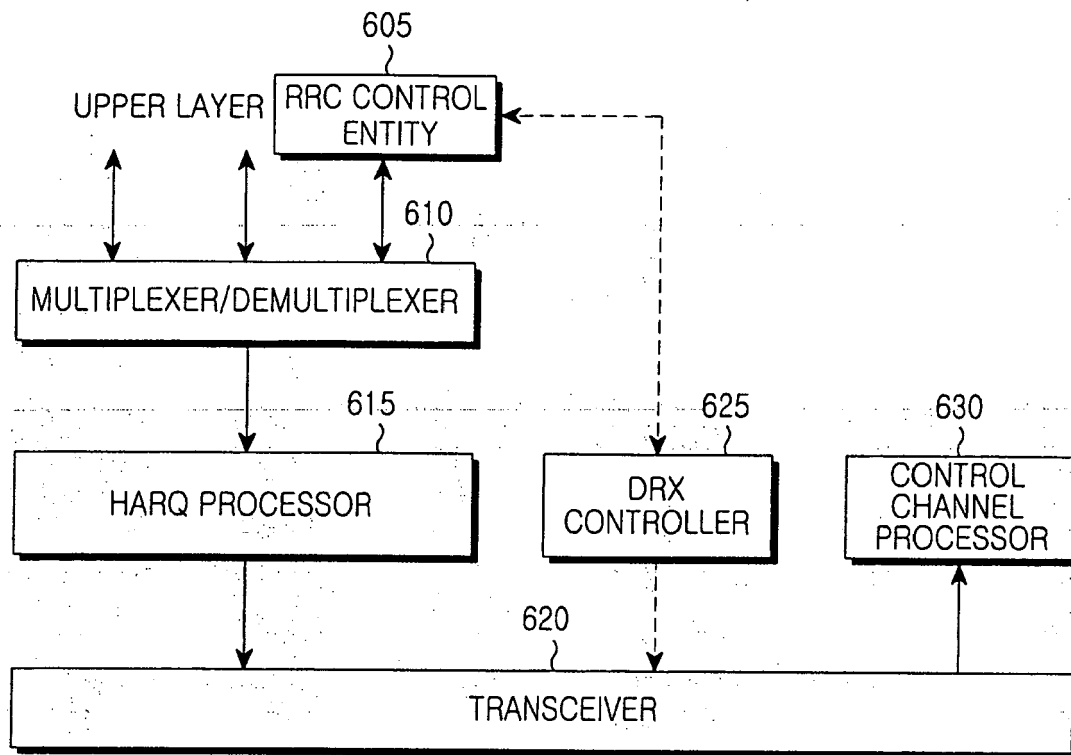 605
UPPER LAYER
RRC CONTROL
ENTITY
610
MULTIPLEXER/DEMULTIPLEXER
615
HARQ PROCESSOR
625
DRX
CONTROLLER
630
CONTROL
CHANNEL
PROCESSOR
620
TRANSCEIVER